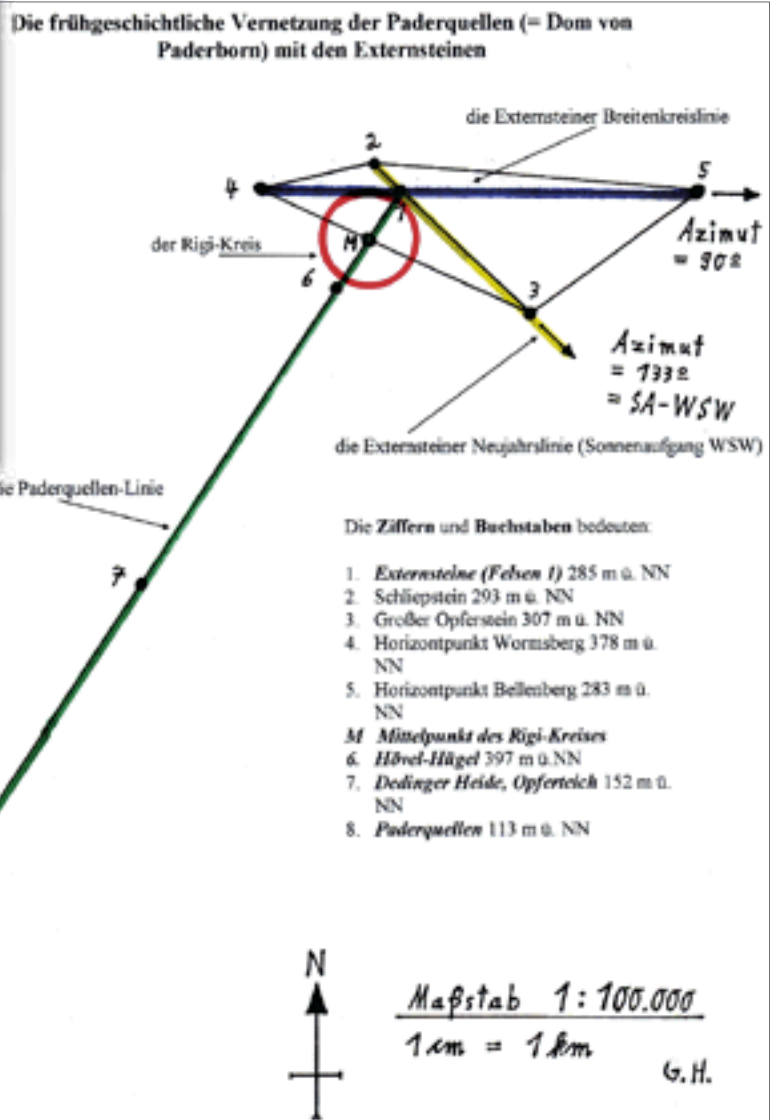 Die frühgeschichtliche Vernetzung der Paderquellen (= Dom von
Paderborn) mit den Externsteinen
die Externsteiner Breitenkreislinie
2
4
5
1
Azimut
= 90º
der Rigi-Kreis
M
6
3
Azimut
= 133º
= SA-WSW
die Externsteiner Neujahrslinie (Sonnenaufgang WSW)
ie Paderquellen-Linie
7
Die Ziffern und Buchstaben bedeuten:
1. Externsteine (Felsen 1) 285 m ü. NN
2. Schliepstein 293 m ü. NN
3. Großer Opferstein 307 m ü. NN
4. Horizontpunkt Wormsberg 378 m ü.
NN
5. Horizontpunkt Bellenberg 283 m ü.
NN
M Mittelpunkt des Rigi-Kreises
6. Hövel-Hügel 397 m ü.NN
7. Dedinger Heide, Opferteich 152 m ü.
NN
8. Paderquellen 113 m ü. NN
N
Maßstab 1:100.000
1 cm = 1 km
G.H.